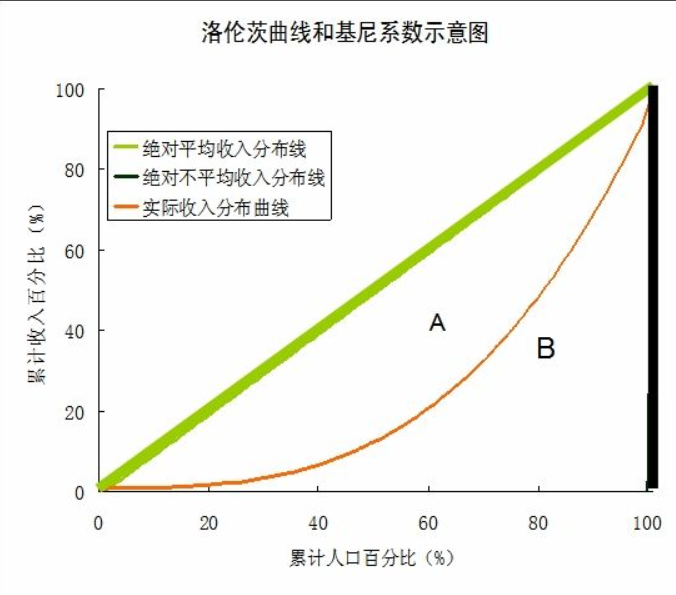 洛伦茨曲线和基尼系数示意图
100
绝对平均收入分布线
80
绝对不平均收入分布线
实际收入分布曲线
60
累计收入百分比（%）
A
40
B
20
0
0 20 40 60 80 100
累计人口百分比（%）